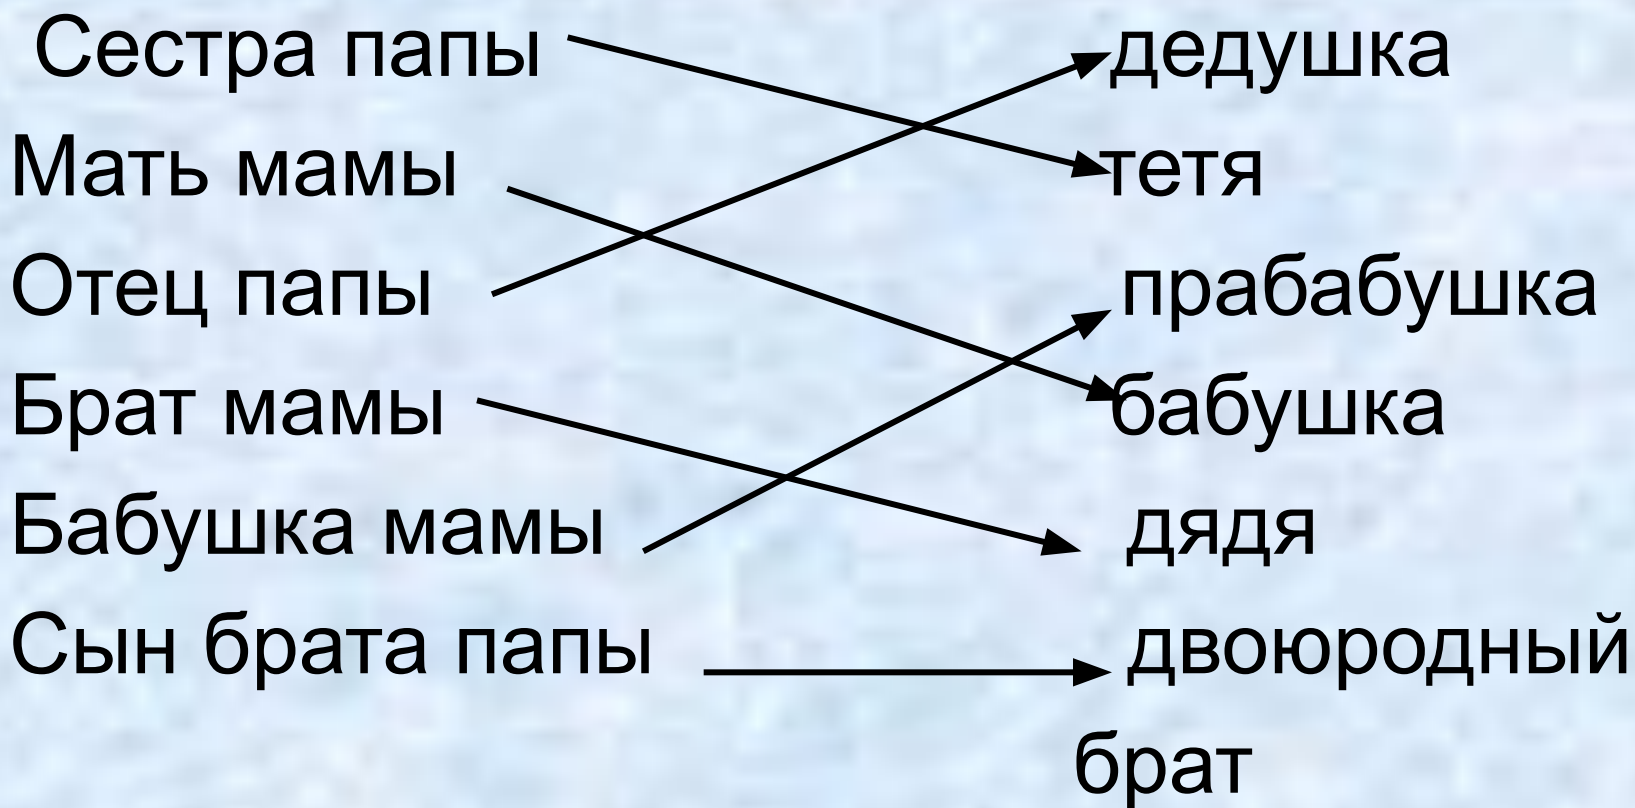 Сестра папы дедушка
Мать мамы тетя
Отец папы прабабушка
Брат мамы бабушка
Бабушка мамы дядя
Сын брата папы двоюродный
брат